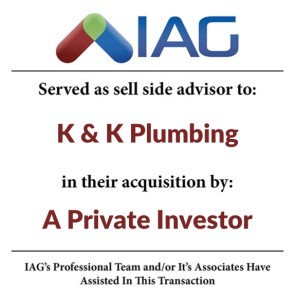 IAG
Served as sell side advisor to:
K & K Plumbing
in their acquisition by:
A Private Investor
IAG's Professional Team and/or It's Associates Have
Assisted In This Transaction